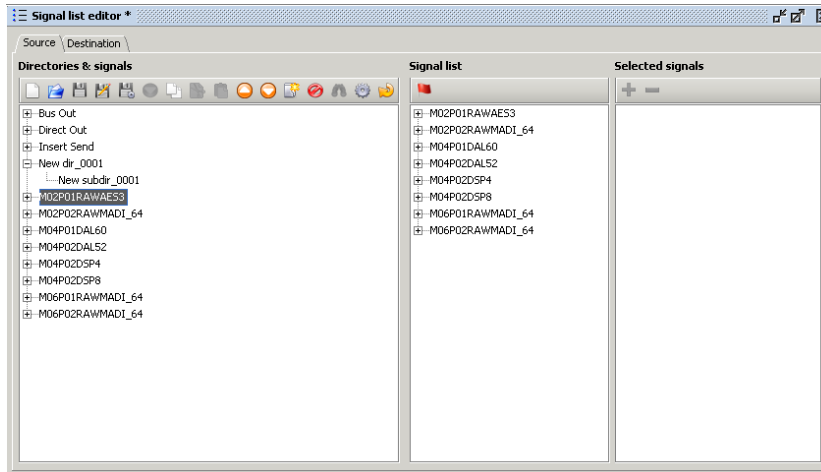 Signal list editor *
Source
Destination
Directories & signals
Signal list
Selected signals
Bus Out
Direct Out
Insert Send
New dir_0001
New subdir_0001
M02P01RAWAES3
M02P02RAWMADI_64
M04P01DAL60
M04P02DAL52
M04P02DSP4
M04P02DSP8
M06P01RAWMADI_64
M06P02RAWMADI_64
M02P01RAWAES3
M02P02RAWMADI_64
M04P01DAL60
M04P02DAL52
M04P02DSP4
M04P02DSP8
M06P01RAWMADI_64
M06P02RAWMADI_64